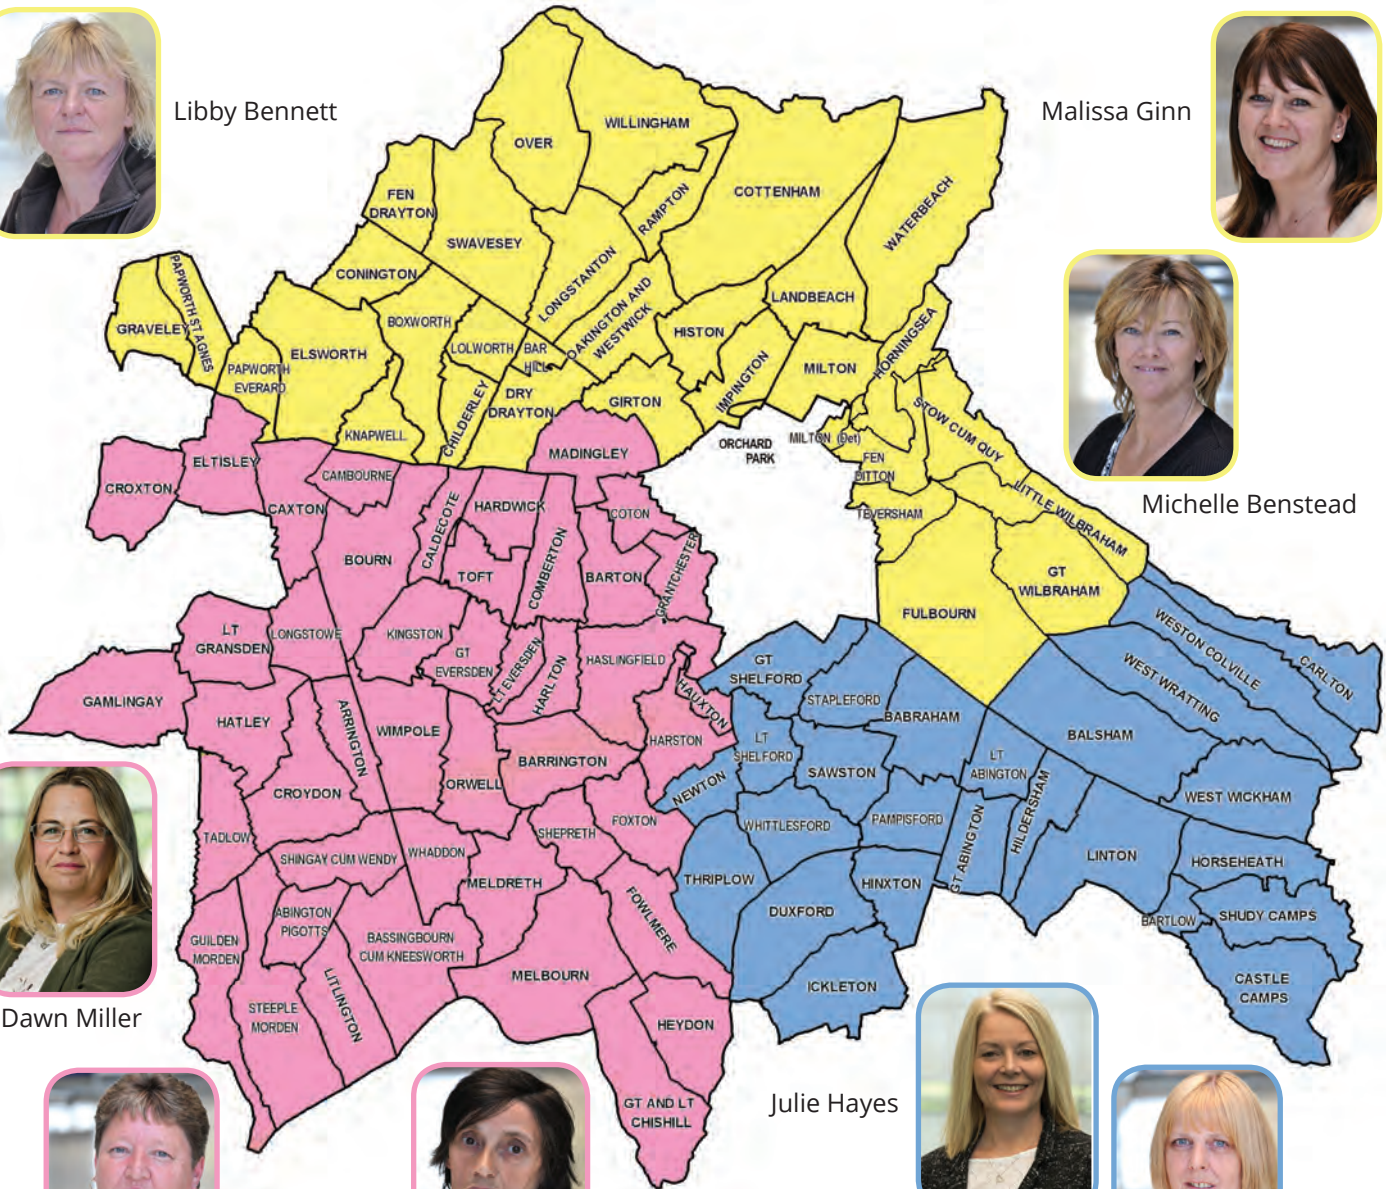 Libby Bennett
Malissa Ginn
Michelle Benstead
Dawn Miller
Julie Hayes
OVER
WILLINGHAM
FEN
DRAYTON
SWAVESEY
RAMPTON
COTTENHAM
WATERBEACH
CONINGTON
LONGSTANTON
OAKINGTON AND
WESTWICK
LANDBEACH
GRAVELEY
PAPWORTH ST AGNES
PAPWORTH
EVERARD
ELSWORTH
BOXWORTH
LOLWORTH
BAR
HILL
HISTON
IMPINGTON
MILTON
HORNINGSEA
KNAPWELL
CHILDERLEY
DRY
DRAYTON
GIRTON
ORCHARD
PARK
MILTON (Det)
FEN
DITTON
STOW CUM QUY
LITTLE WILBRAHAM
TEVERSHAM
GT
WILBRAHAM
FULBOURN
CROXTON
ELTISLEY
CAXTON
CAMBOURNE
BOURN
CALDECOTE
HARDWICK
MADINGLEY
COTON
TOFT
COMBERTON
BARTON
GRANTCHESTER
LT
GRANSDEN
LONGSTOWE
KINGSTON
GT
EVERSDEN
LT EVERSDEN
HARLTON
HASLINGFIELD
HAUXTON
HARSTON
GAMLINGAY
HATLEY
ARRINGTON
WIMPOLE
ORWELL
BARRINGTON
CROYDON
TADLOW
SHINGAY CUM WENDY
WHADDON
SHEPRETH
FOXTON
MELDRETH
FOWLMERE
GUILDEN
MORDEN
ABINGTON
PIGOTTS
BASSINGBOURN
CUM KNEESWORTH
STEEPLE
MORDEN
LITLINGTON
MELBOURN
HEYDON
GT AND LT
CHISHILL
GT
SHELFORD
STAPLEFORD
BABRAHAM
LT
SHELFORD
NEWTON
SAWSTON
WHITTLESFORD
PAMPISFORD
LT
ABINGTON
GT ABINGTON
HILDERSHAM
THRIPLOW
DUXFORD
HINXTON
ICKLETON
BALSHAM
WEST WRATTING
WESTON COLVILLE
CARLTON
WEST WICKHAM
LINTON
HORSEHEATH
BARTLOW
SHUDY CAMPS
CASTLE
CAMPS